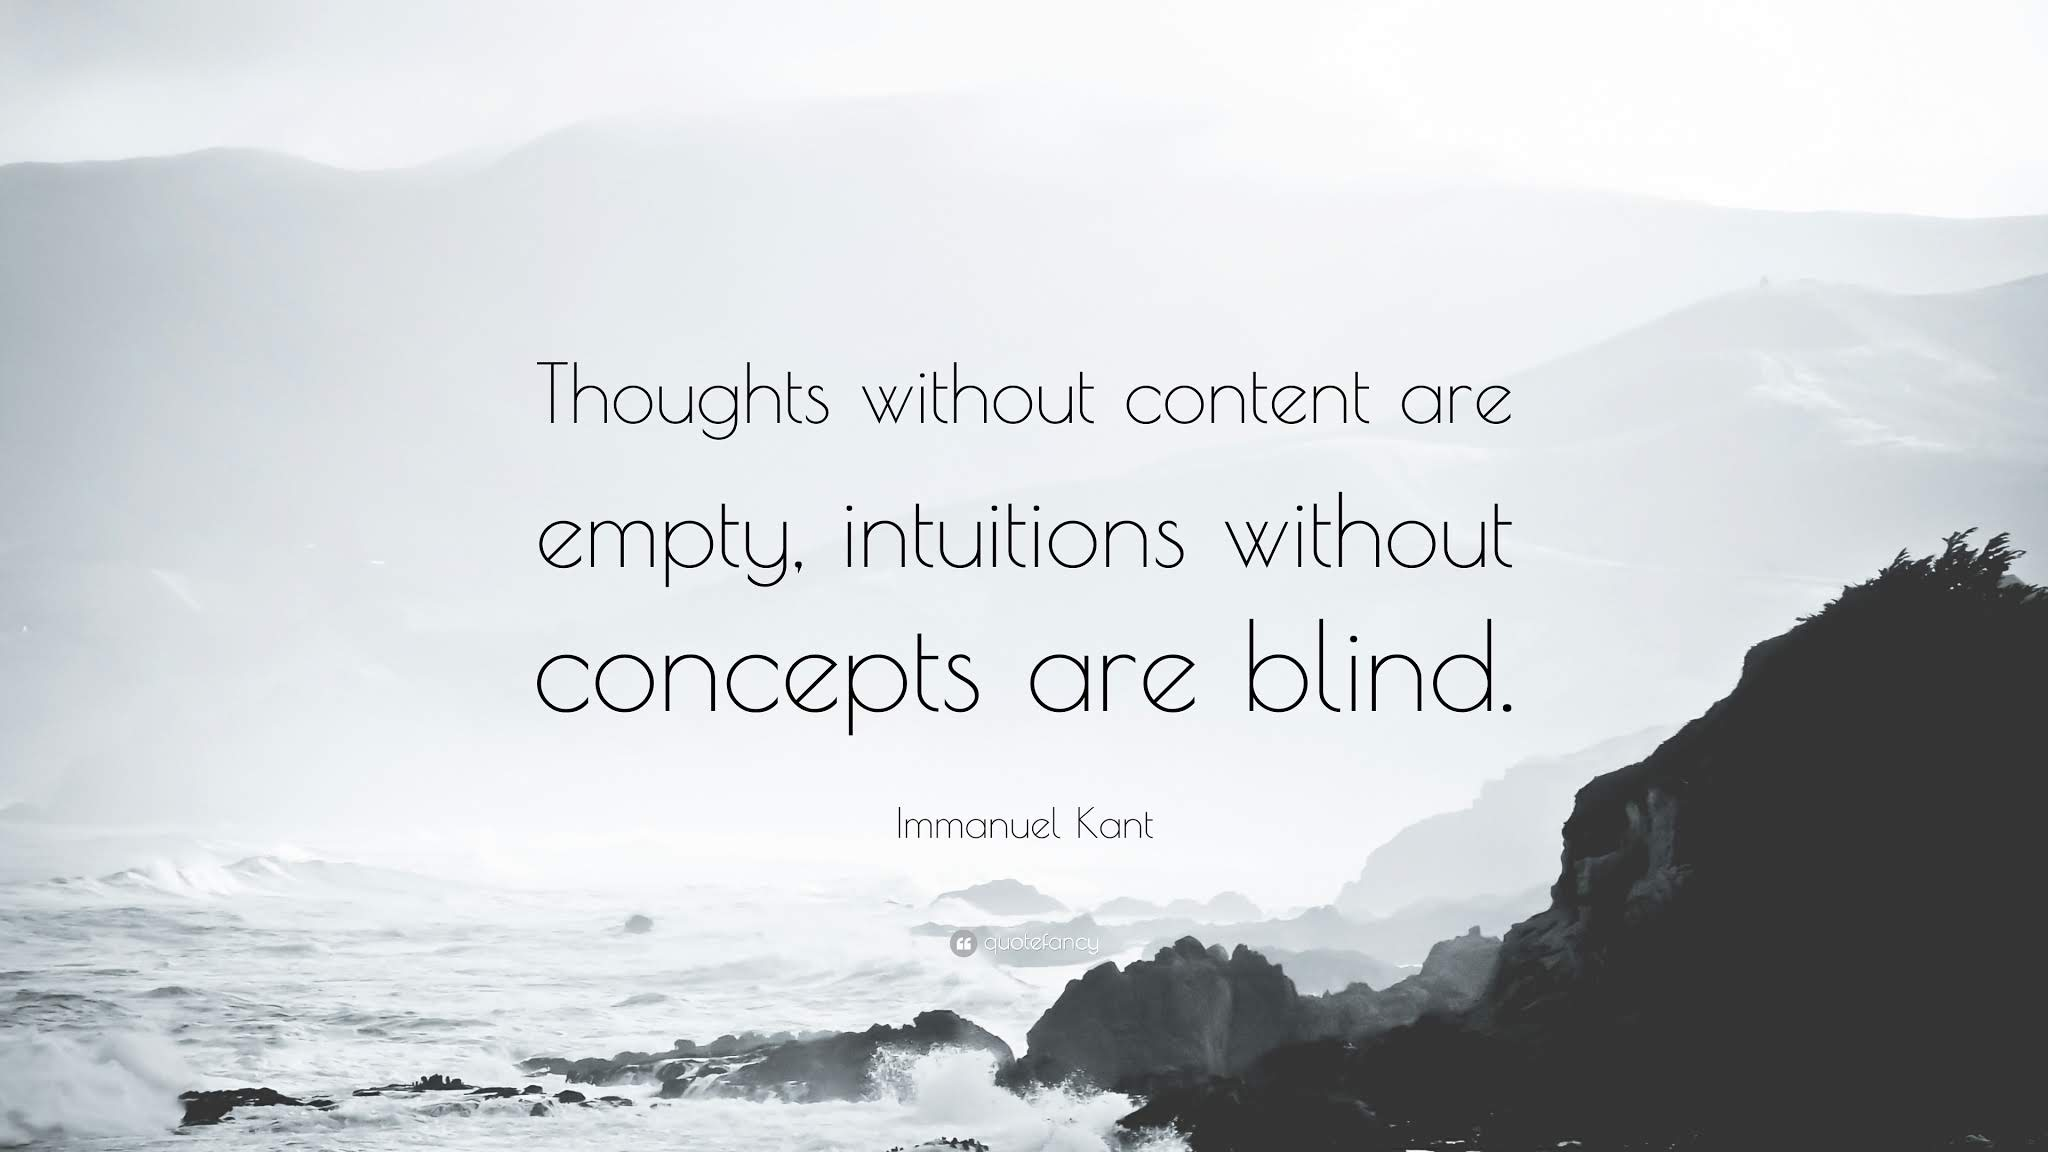 Thoughts without content are
empty, intuitions without
concepts are blind.
Immanuel Kant
quotefancy